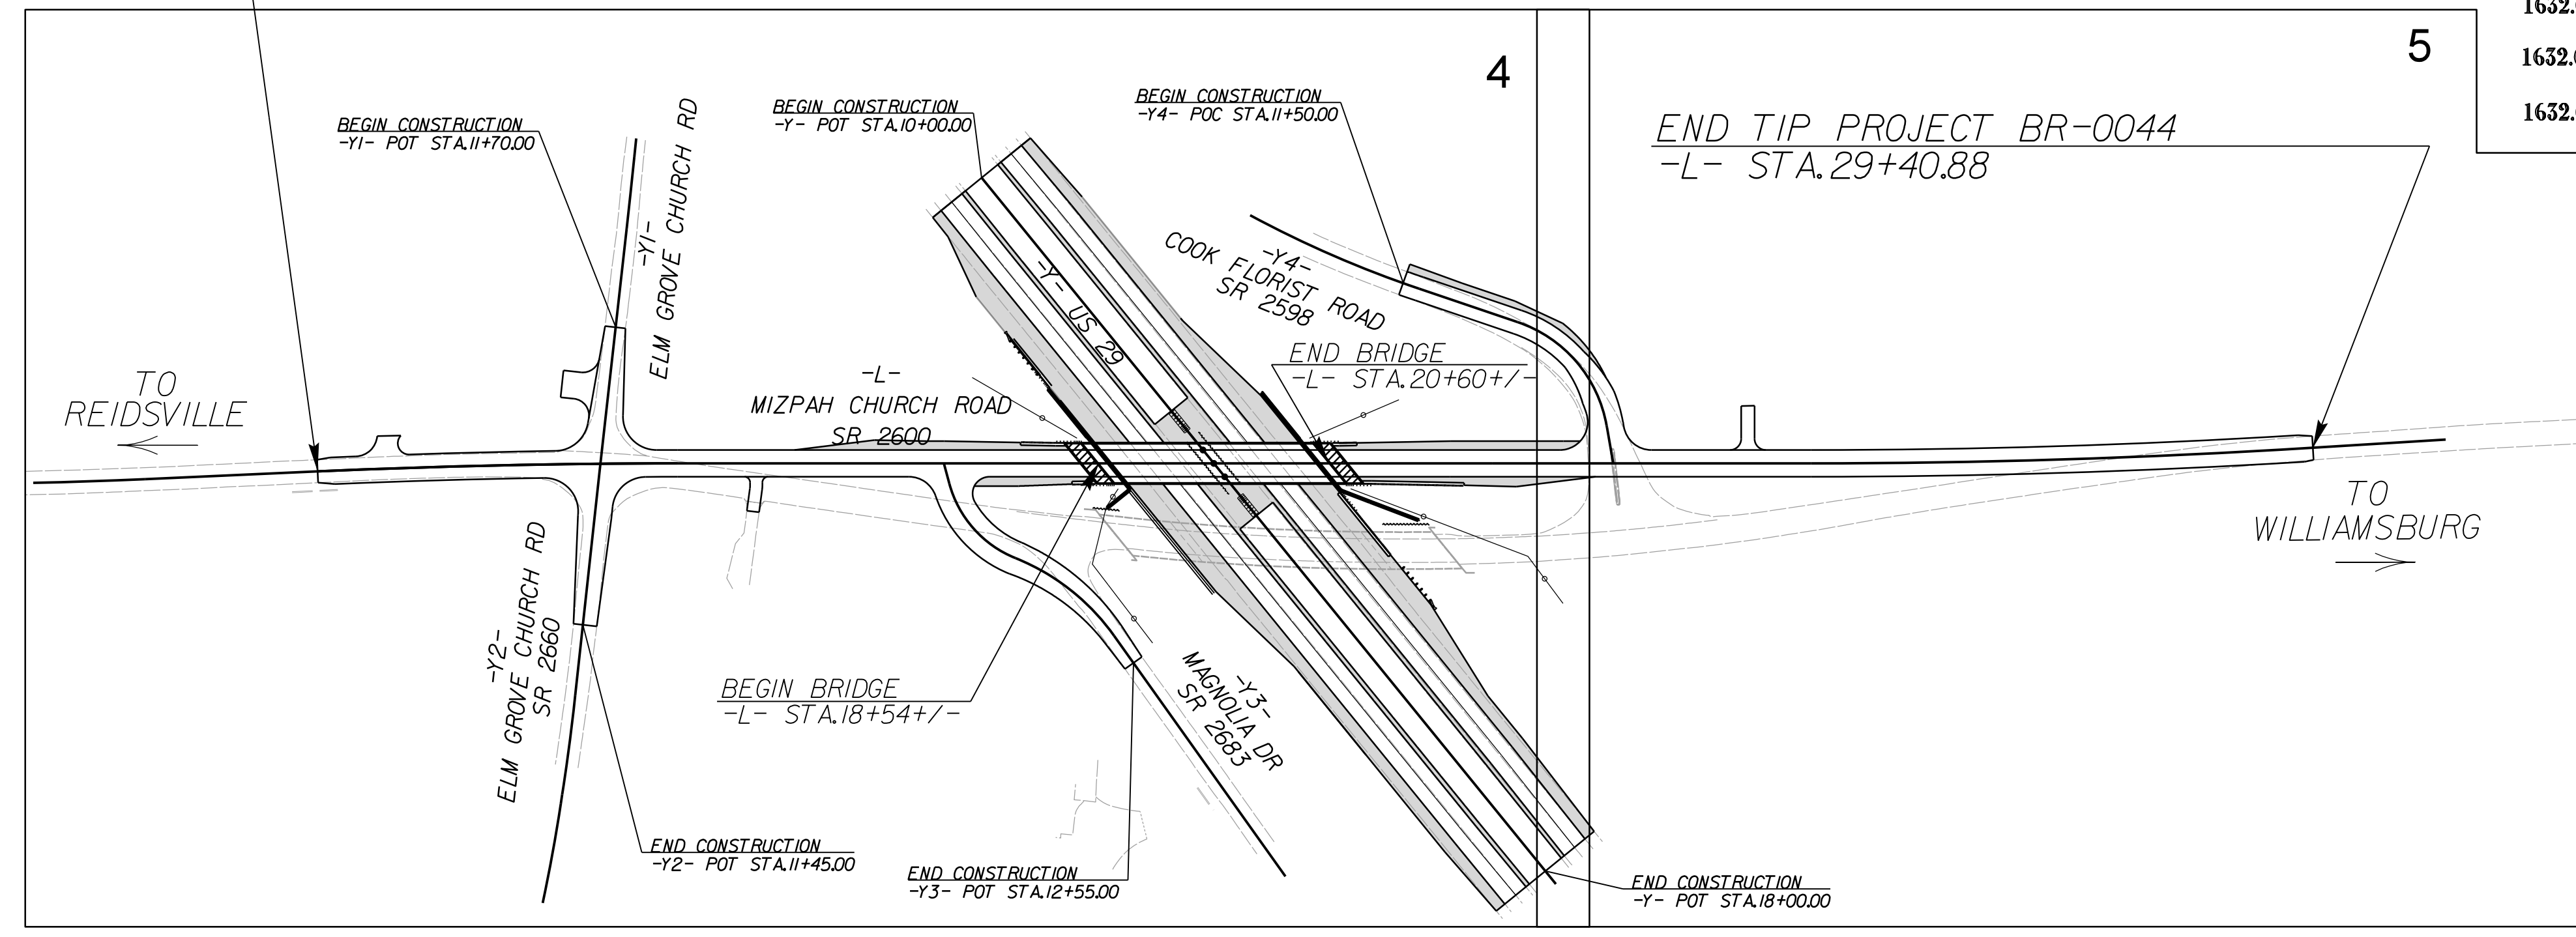 1632.
1632.
1632.
4
5
BEGIN CONSTRUCTION
-Y1- POT STA.11+70.00
BEGIN CONSTRUCTION
-Y- POT STA.10+00.00
BEGIN CONSTRUCTION
-Y4- POC STA.11+50.00
END TIP PROJECT BR-0044
-L- STA.29+40.88
-Y1-
ELM GROVE CHURCH RD
-Y- US 29
-Y4-
COOK FLORIST ROAD
SR 2598
END BRIDGE
-L- STA.20+60+/-
TO
REIDSVILLE
-L-
MIZPAH CHURCH ROAD
SR 2600
TO
WILLIAMSBURG
-Y2-
ELM GROVE CHURCH RD
SR 2660
BEGIN BRIDGE
-L- STA.18+54+/-
-Y3-
MAGNOLIA DR
SR 2683
END CONSTRUCTION
-Y2- POT STA.11+45.00
END CONSTRUCTION
-Y3- POT STA.12+55.00
END CONSTRUCTION
-Y- POT STA.18+00.00